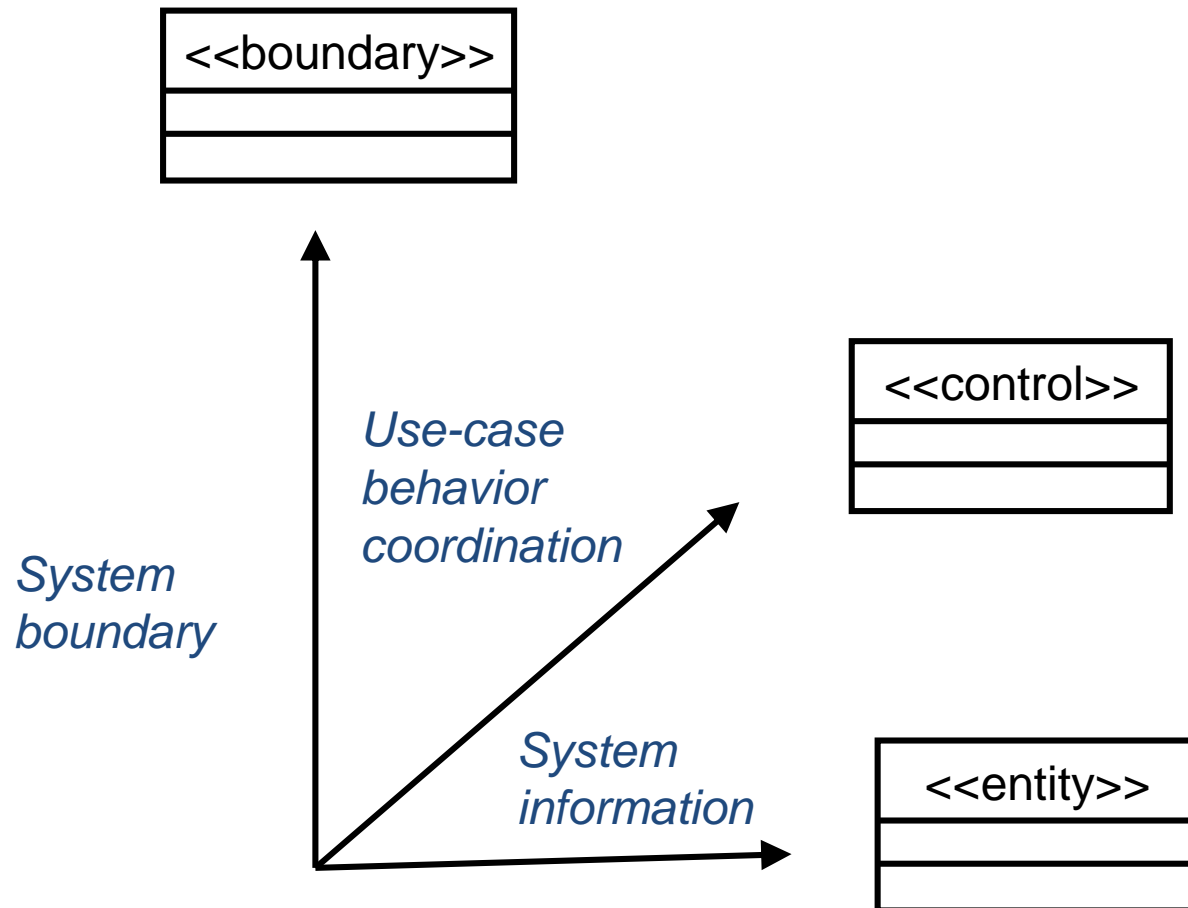 <<boundary>>
<<control>>
Use-case
behavior
coordination
System
boundary
System
information
<<entity>>